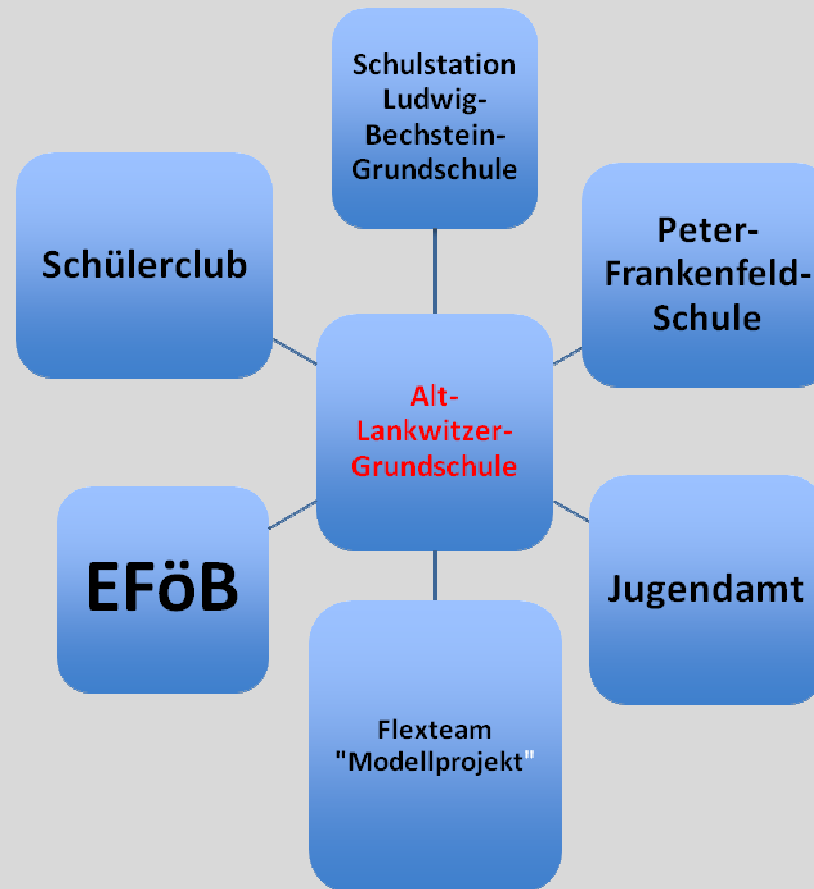 Schulstation
Ludwig-
Bechstein-
Grundschule
Schülerclub
Peter-
Frankenfeld-
Schule
Alt-
Lankwitzer-
Grundschule
EFöB
Jugendamt
Flexteam
"Modellprojekt"